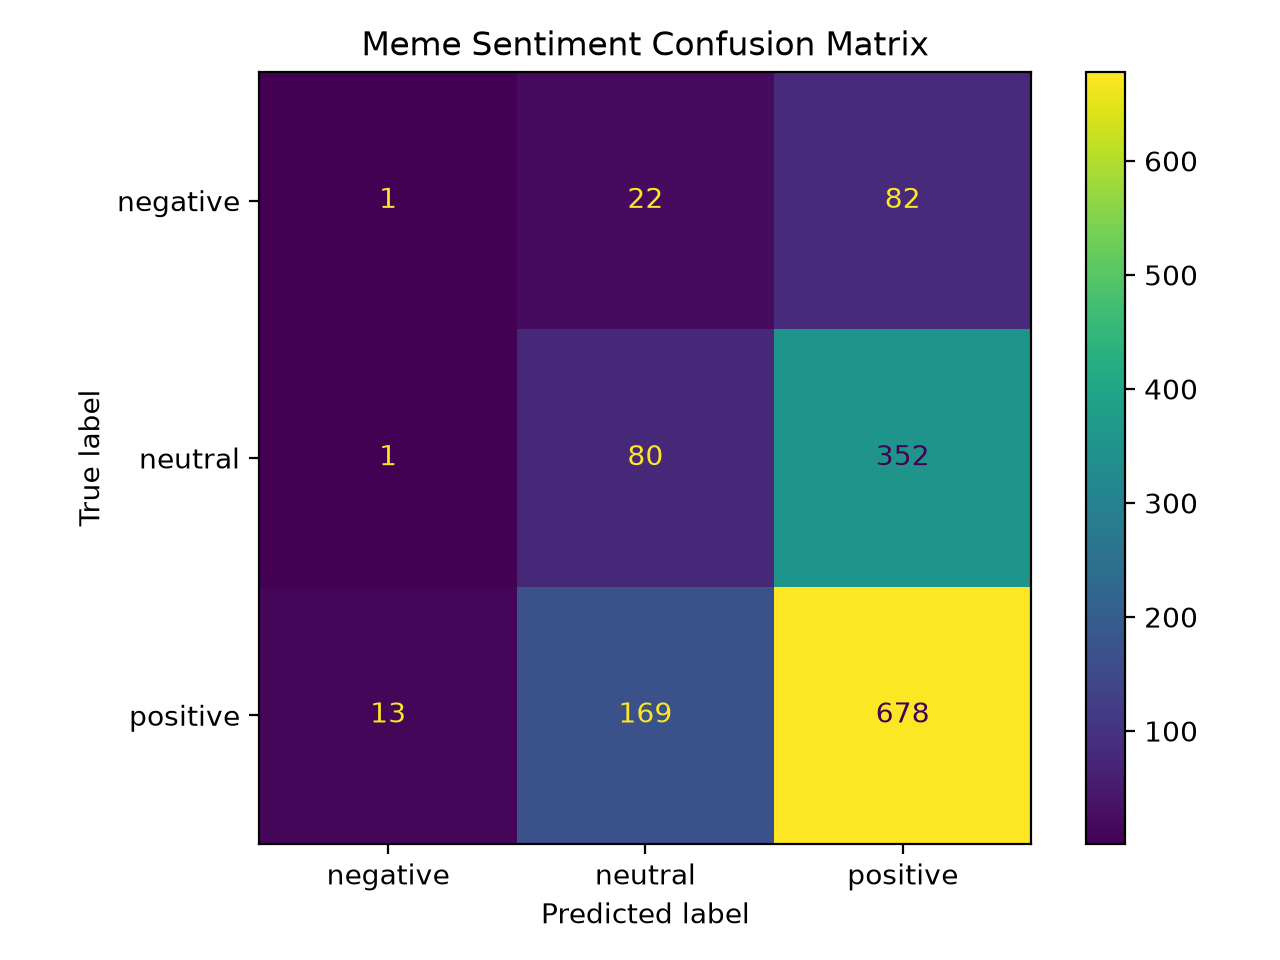 Meme Sentiment Confusion Matrix
negative 1 22 82
neutral 1 80 352
positive 13 169 678
negative neutral positive
Predicted label
True label
600
500
400
300
200
100